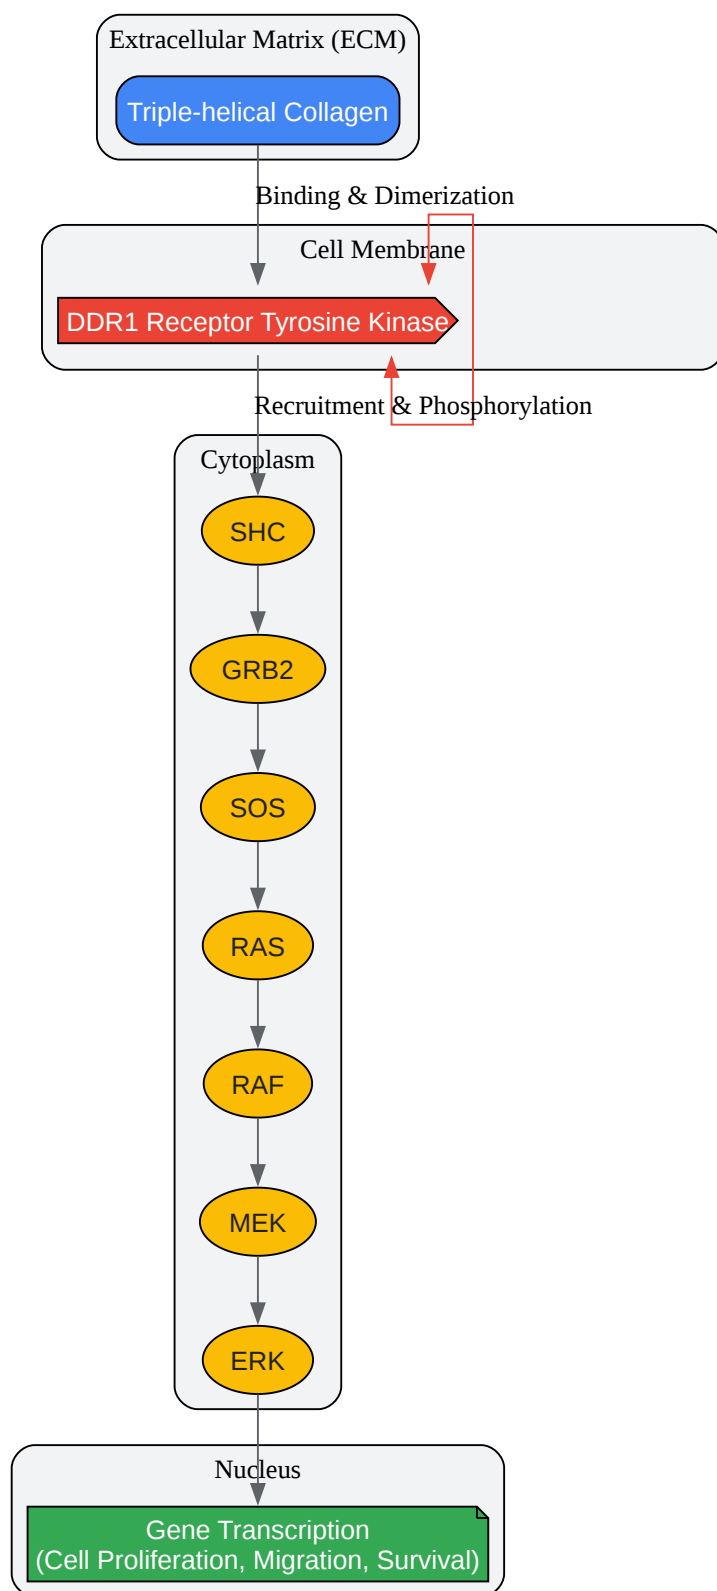 Extracellular Matrix (ECM)
Triple-helical Collagen
Binding & Dimerization
Cell Membrane
DDR1 Receptor Tyrosine Kinase
Recruitment & Phosphorylation
Cytoplasm
SHC
GRB2
SOS
RAS
RAF
MEK
ERK
Nucleus
Gene Transcription
(Cell Proliferation, Migration, Survival)